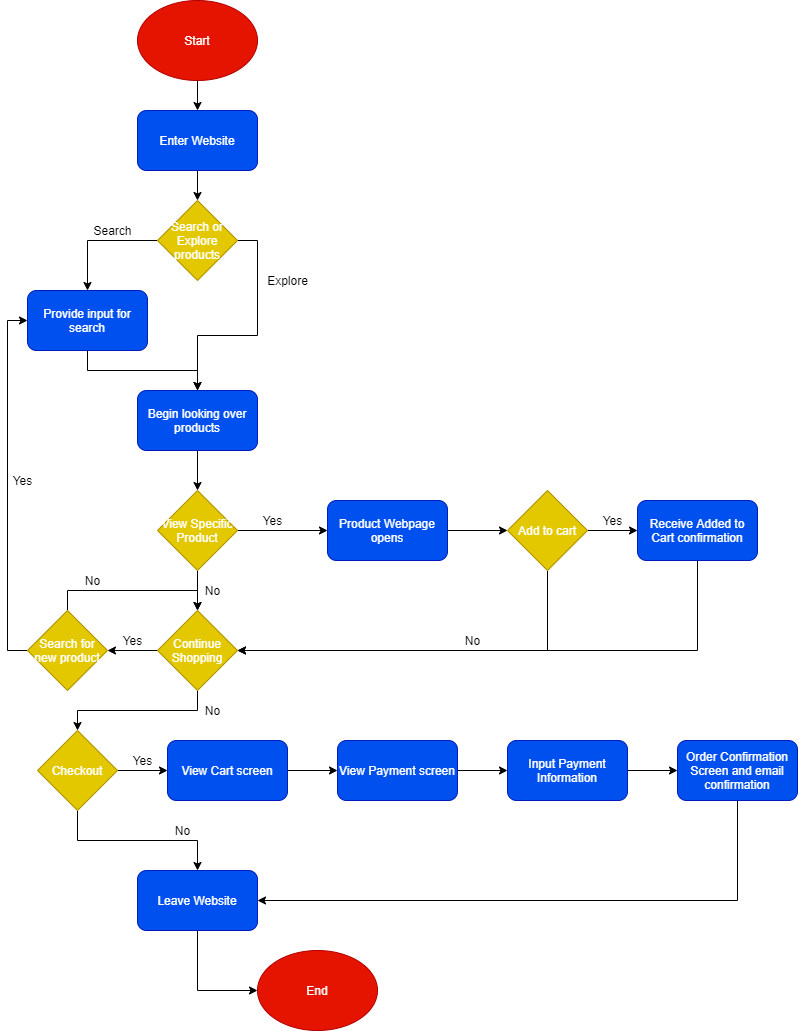 Start
Enter Website
Search or
Explore
products
Search
Explore
Provide input for
search
Begin looking over
products
Yes
View Specific
Product
Yes
Product Webpage
opens
Add to cart
Yes
Receive Added to
Cart confirmation
No
No
Search for
new product
Yes
Continue
Shopping
No
No
Checkout
Yes
View Cart screen
View Payment screen
Input Payment
Information
Order Confirmation
Screen and email
confirmation
No
Leave Website
End